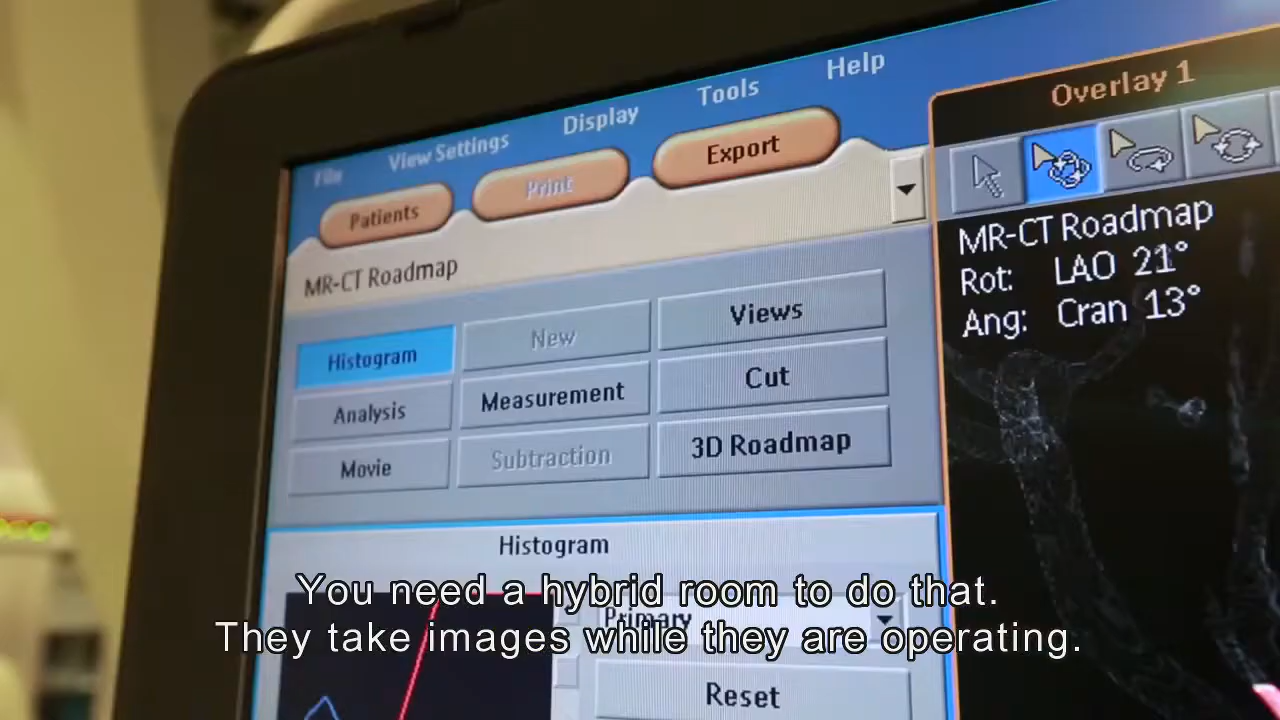 File View Settings Display Tools Help
Patients Print Export
MR-CT Roadmap
Histogram New Views
Analysis Measurement Cut
Movie Subtraction 3D Roadmap
Histogram
Primary
Reset
Overlay 1
MR-CT Roadmap
Rot: LAO 21°
Ang: Cran 13°
You need a hybrid room to do that.
They take images while they are operating.